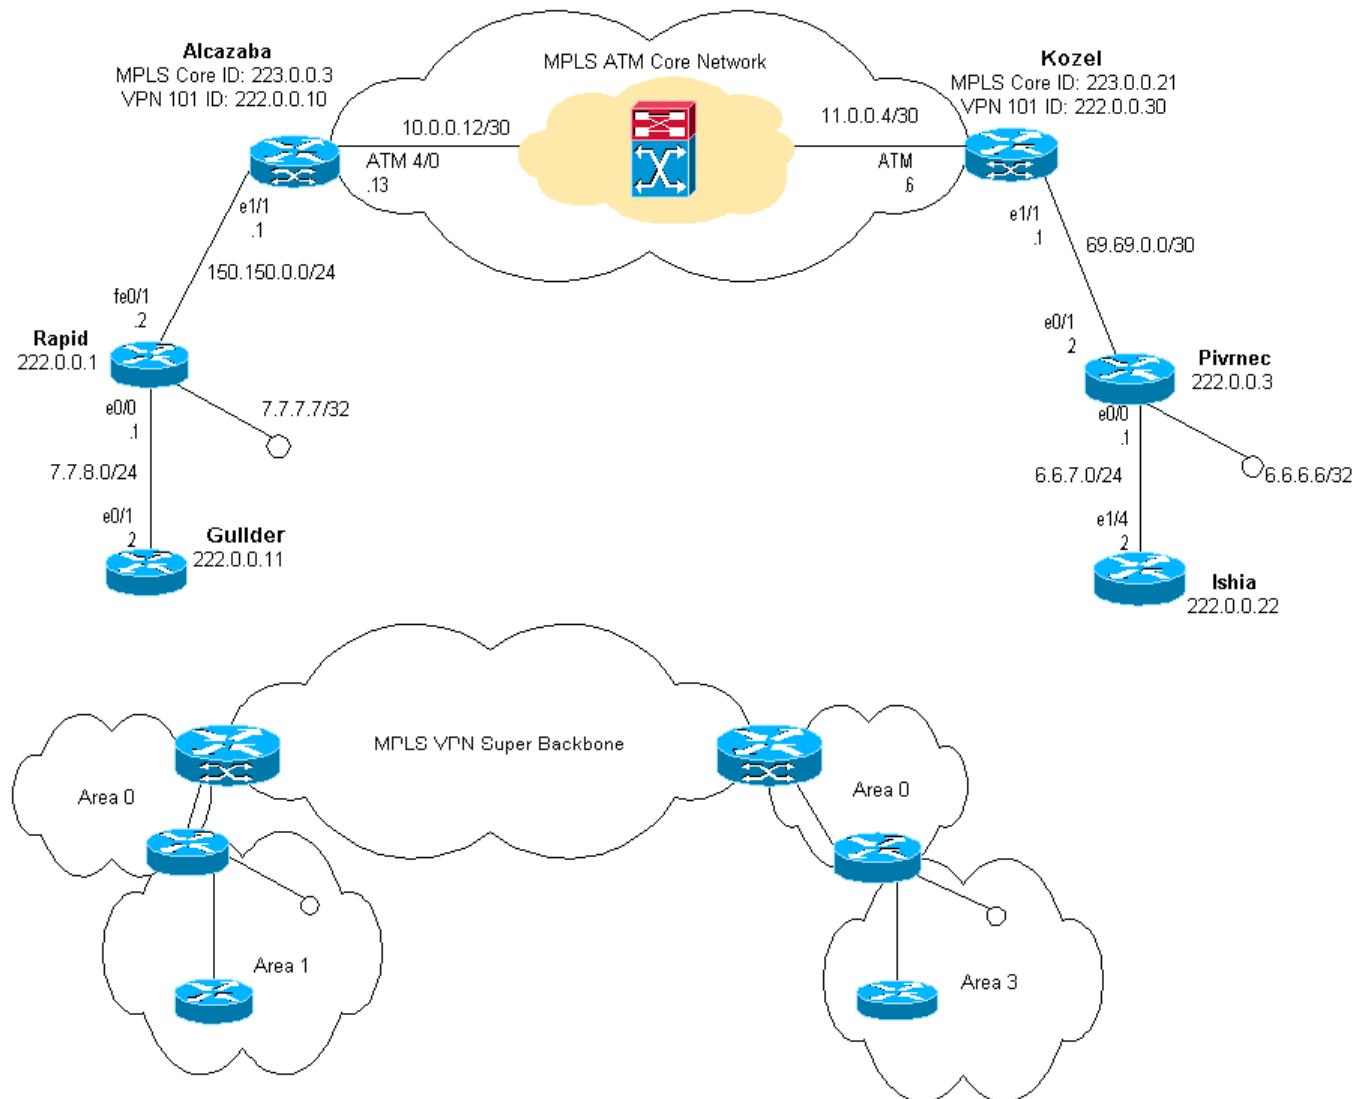 Alcazaba
MPLS Core ID: 223.0.0.3
VPN 101 ID: 222.0.0.10
MPLS ATM Core Network
Kozel
MPLS Core ID: 223.0.0.21
VPN 101 ID: 222.0.0.30
10.0.0.12/30
11.0.0.4/30
ATM 4/0
.13
ATM
.6
e1/1
.1
e1/1
.1
150.150.0.0/24
69.69.0.0/30
fe0/1
.2
e0/1
2
Rapid
222.0.0.1
Pivrnec
222.0.0.3
e0/0
.1
7.7.7.7/32
e0/0
.1
7.7.8.0/24
6.6.7.0/24
6.6.6.6/32
e0/1
2
Gullder
222.0.0.11
e1/4
2
Ishia
222.0.0.22
MPLS VPN Super Backbone
Area 0
Area 0
Area 1
Area 3